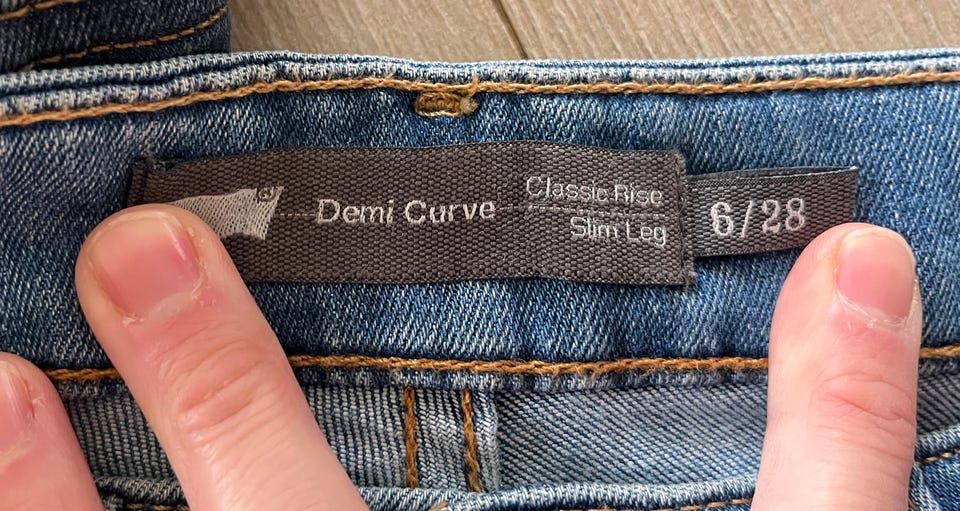 ®
Demi Curve
Classic Rise
Slim Leg
6/28